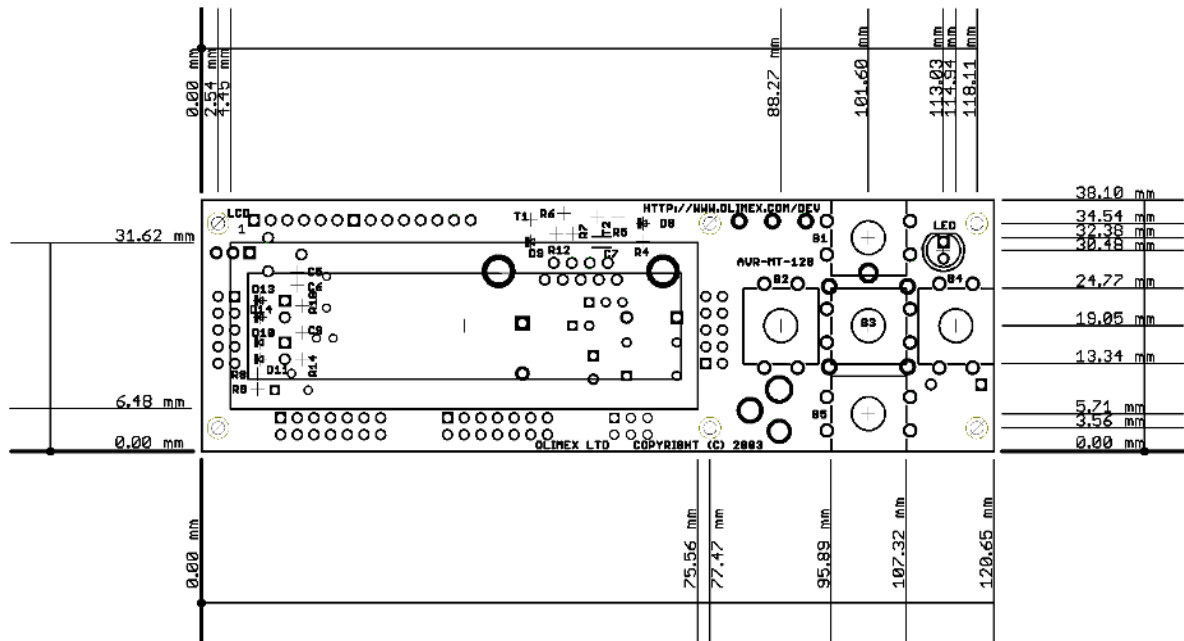 0.00 mm
2.54 mm
4.45 mm
88.27 mm
101.60 mm
113.03 mm
114.94 mm
118.11 mm
38.10 mm
34.54 mm
32.38 mm
30.48 mm
24.77 mm
19.05 mm
13.34 mm
5.71 mm
3.56 mm
0.00 mm
31.62 mm
6.48 mm
0.00 mm
LCD
1
T1
R6
HTTP://WWW.OLIMEX.COM/DEV
R7
T2
R5
D8
D9
R12
C7
R4
B1
LED
AVR-MT-128
C5
C6
D13
R10
D14
D10
C9
D11
R14
R8
R9
B2
B3
B4
B5
OLIMEX LTD COPYRIGHT (C) 2003
0.00 mm
75.56 mm
77.47 mm
95.89 mm
107.32 mm
120.65 mm